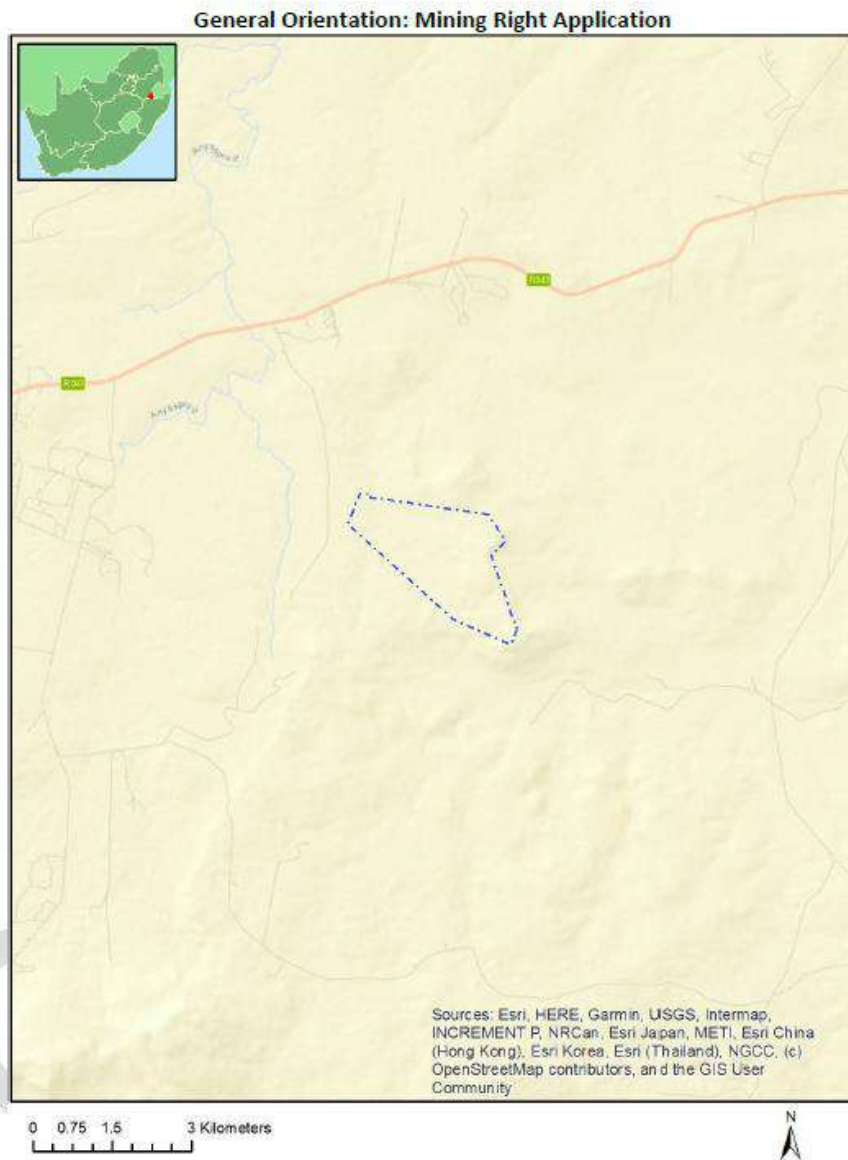 General Orientation: Mining Right Application
R543
Sources: Esri, HERE, Garmin, USGS, Intermap,
INCREMENT P, NRCan, Esri Japan, METI, Esri China
(Hong Kong), Esri Korea, Esri (Thailand), NGCC, (c)
OpenStreetMap contributors, and the GIS User
Community
0 0.75 1.5 3 Kilometers
N